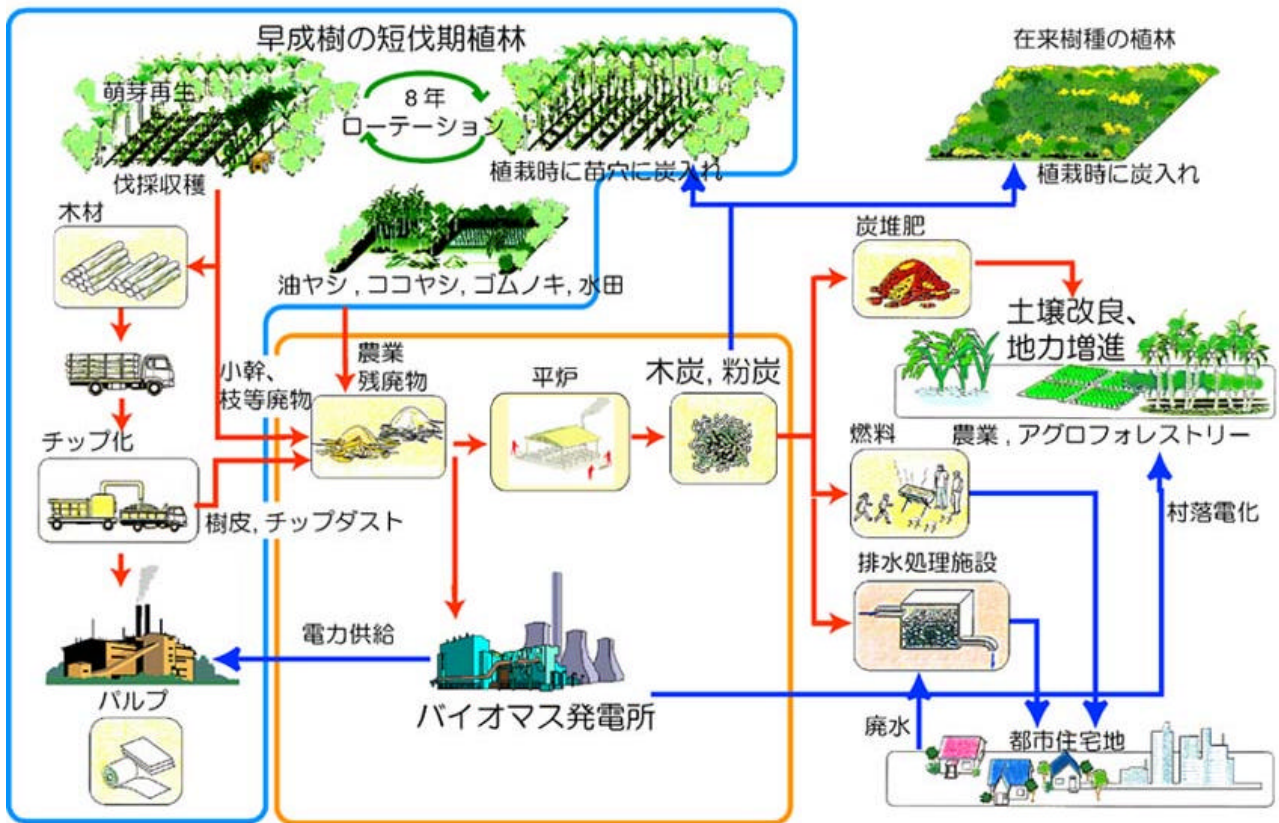 早成樹の短伐期植林
萌芽再生
8年
ローテーション
伐採収穫
植栽時に苗穴に炭入れ
在来樹種の植林
植栽時に炭入れ
木材
油ヤシ, ココヤシ, ゴムノキ, 水田
炭堆肥
土壌改良、
地力増進
農業, アグロフォレストリー
小幹、
枝等廃物
農業
残廃物
平炉
木炭, 粉炭
燃料
チップ化
樹皮, チップダスト
村落電化
排水処理施設
電力供給
パルプ
バイオマス発電所
廃水
都市住宅地